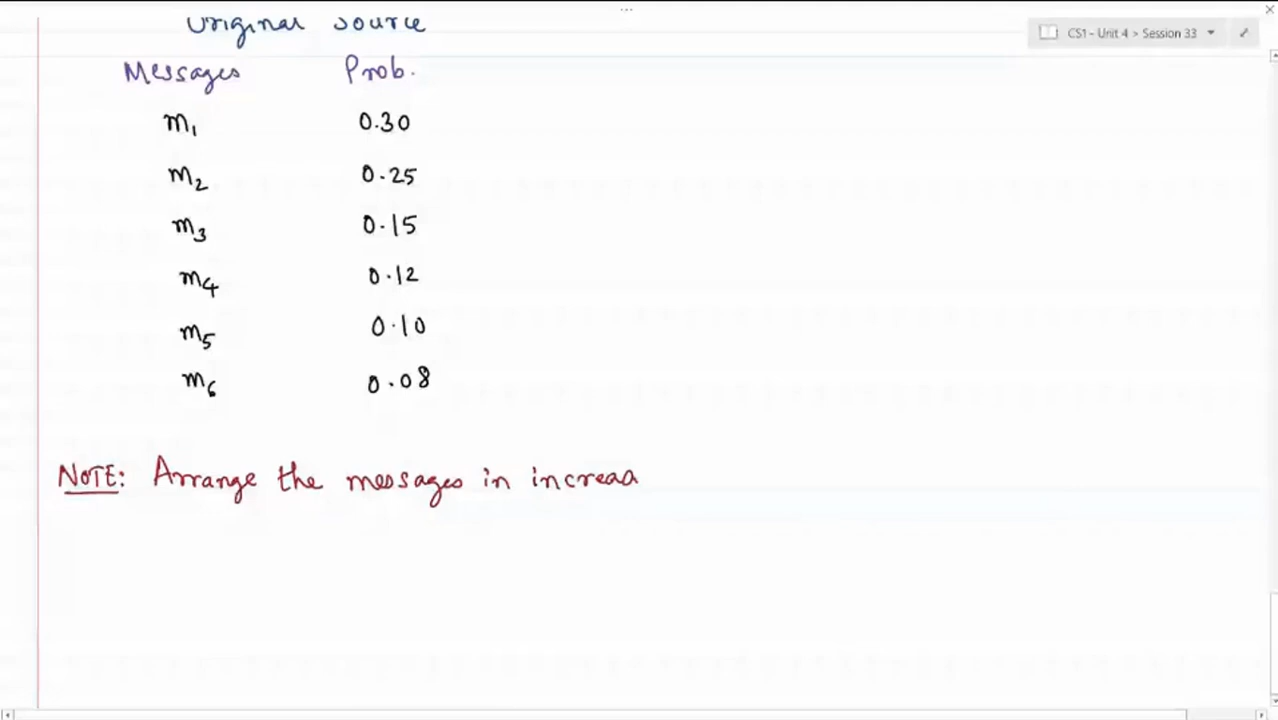 CS1 - Unit 4 > Session 33
Original source
Messages Prob.
m1 0.30
m2 0.25
m3 0.15
m4 0.12
m5 0.10
m6 0.08
NOTE: Arrange the messages in increaa